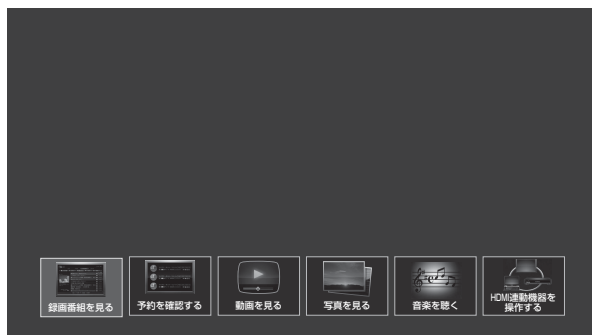 録画番組を見る
予約を確認する
動画を見る
写真を見る
音楽を聴く
HDMI連動機器を
操作する